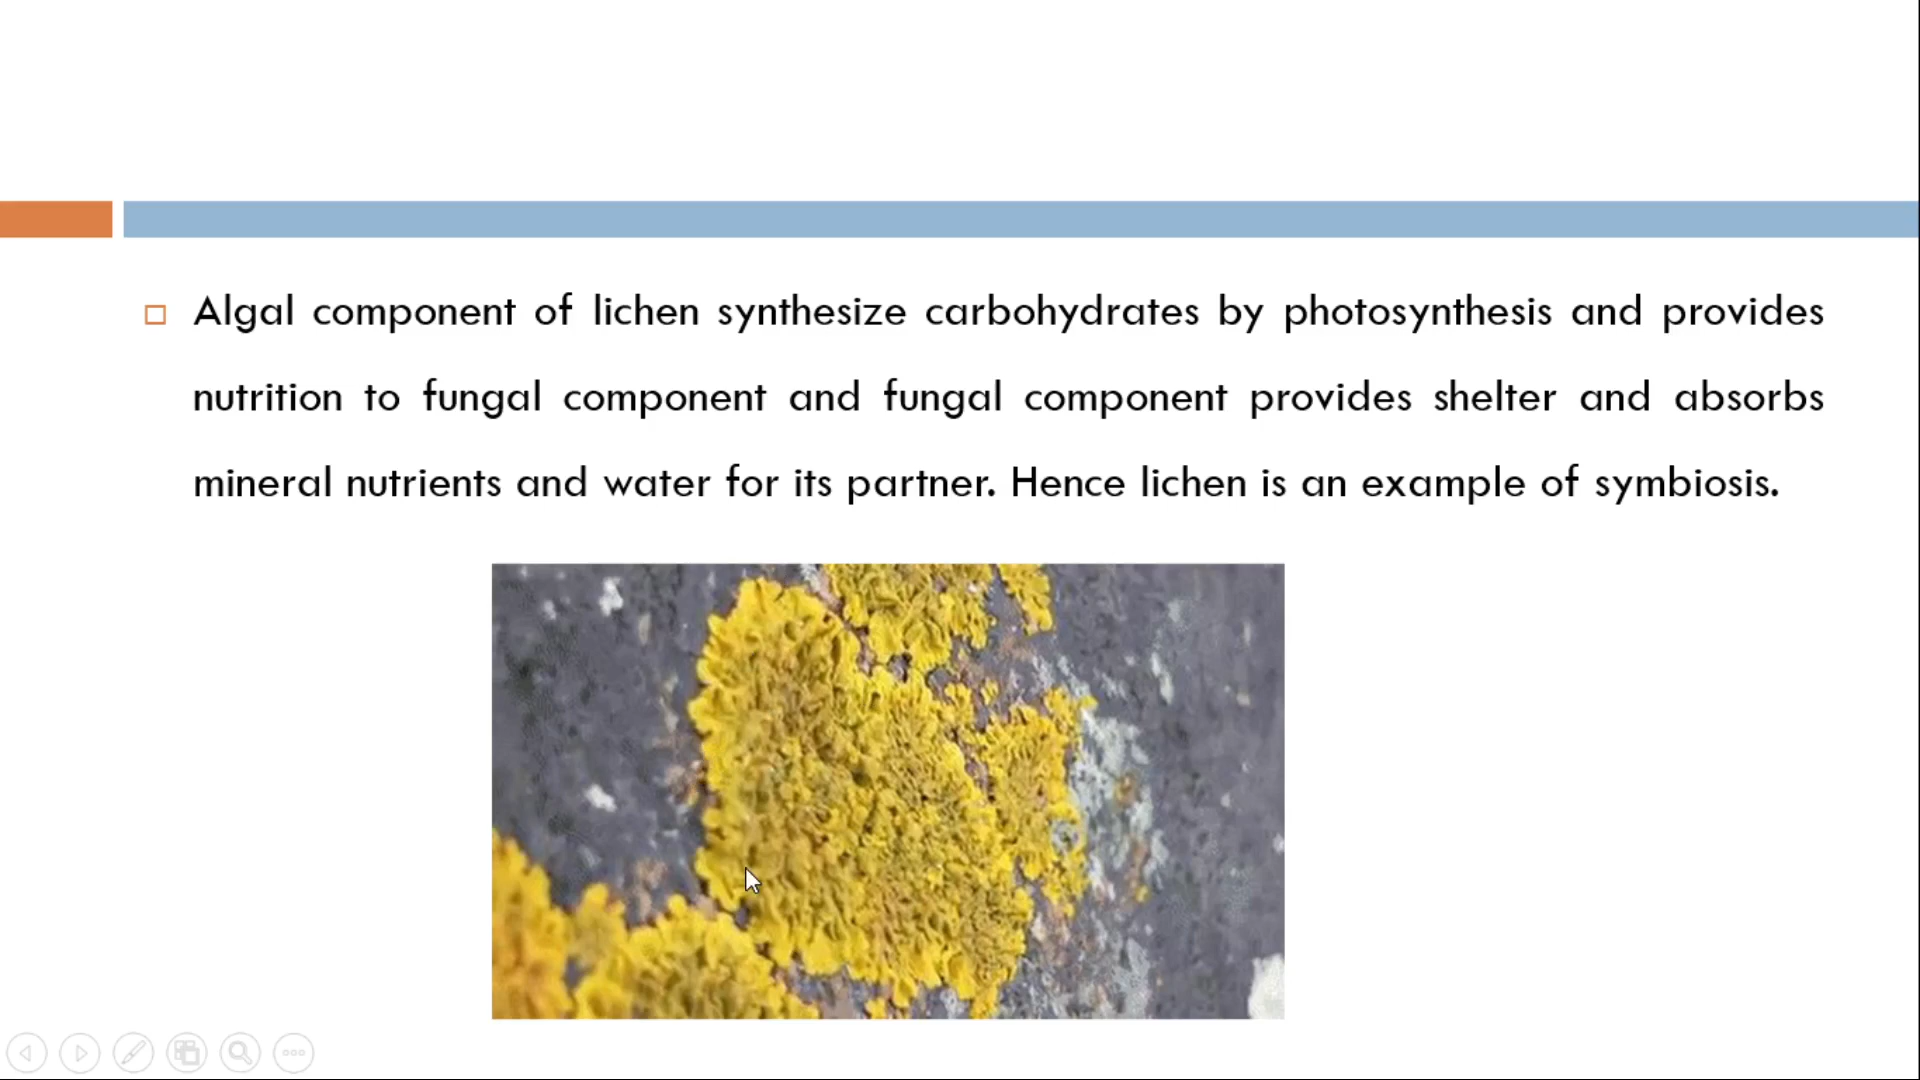 Algal component of lichen synthesize carbohydrates by photosynthesis and provides
nutrition to fungal component and fungal component provides shelter and absorbs
mineral nutrients and water for its partner. Hence lichen is an example of symbiosis.